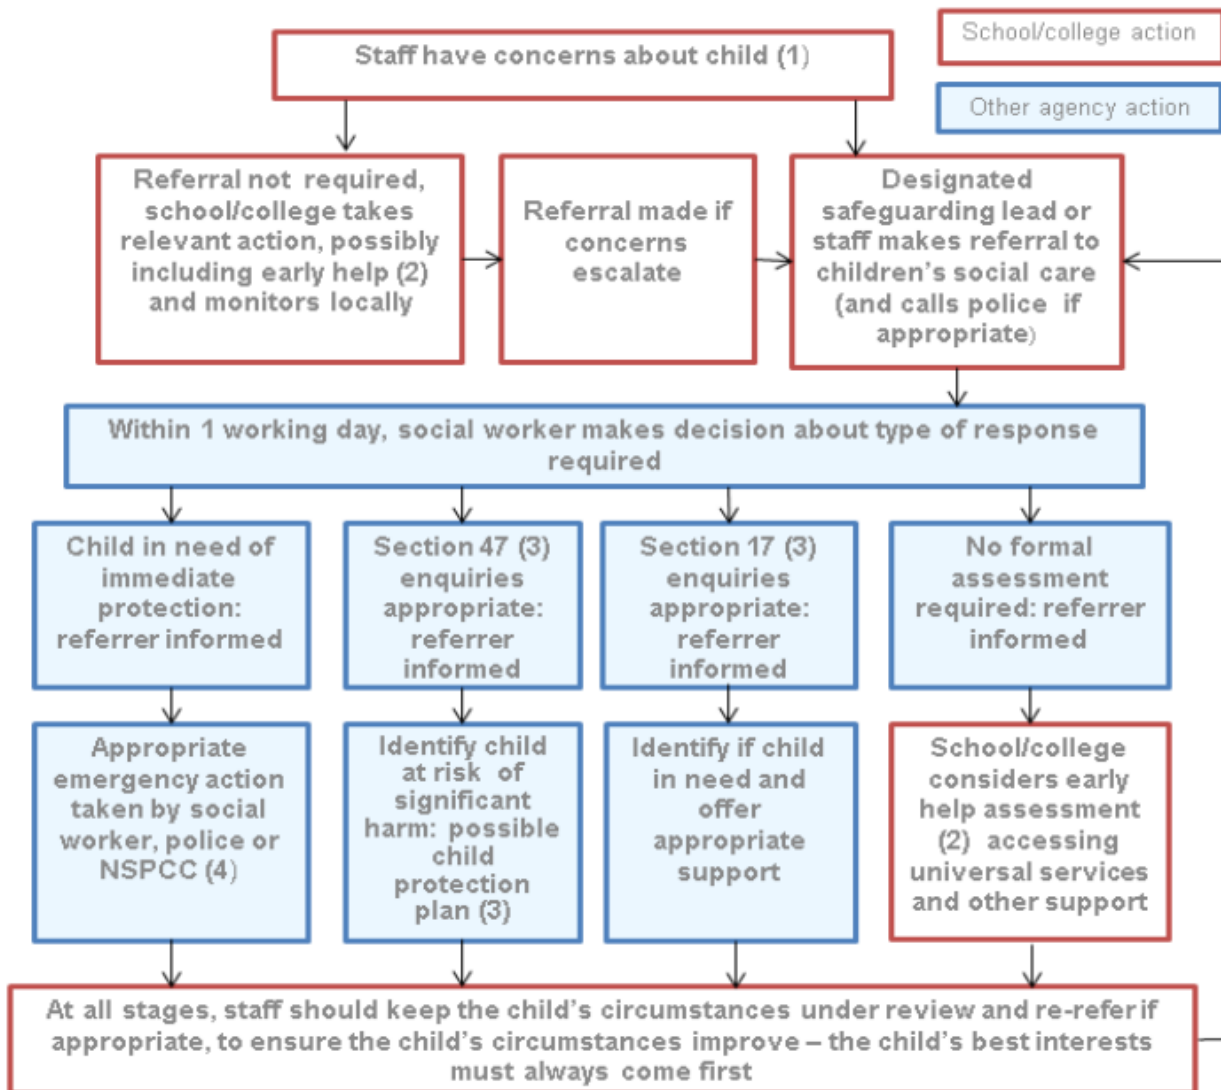 Staff have concerns about child (1)
School/college action
Other agency action
Referral not required,
school/college takes
relevant action, possibly
including early help (2)
and monitors locally
Referral made if
concerns
escalate
Designated
safeguarding lead or
staff makes referral to
children's social care
(and calls police if
appropriate)
Within 1 working day, social worker makes decision about type of response
required
Child in need of
immediate
protection:
referrer informed
Section 47 (3)
enquiries
appropriate:
referrer
informed
Section 17 (3)
enquiries
appropriate:
referrer
informed
No formal
assessment
required: referrer
informed
Appropriate
emergency action
taken by social
worker, police or
NSPCC (4)
Identify child
at risk of
significant
harm: possible
child
protection
plan (3)
Identify if child
in need and
offer
appropriate
support
School/college
considers early
help assessment
(2) accessing
universal services
and other support
At all stages, staff should keep the child's circumstances under review and re-refer if
appropriate, to ensure the child's circumstances improve – the child's best interests
must always come first